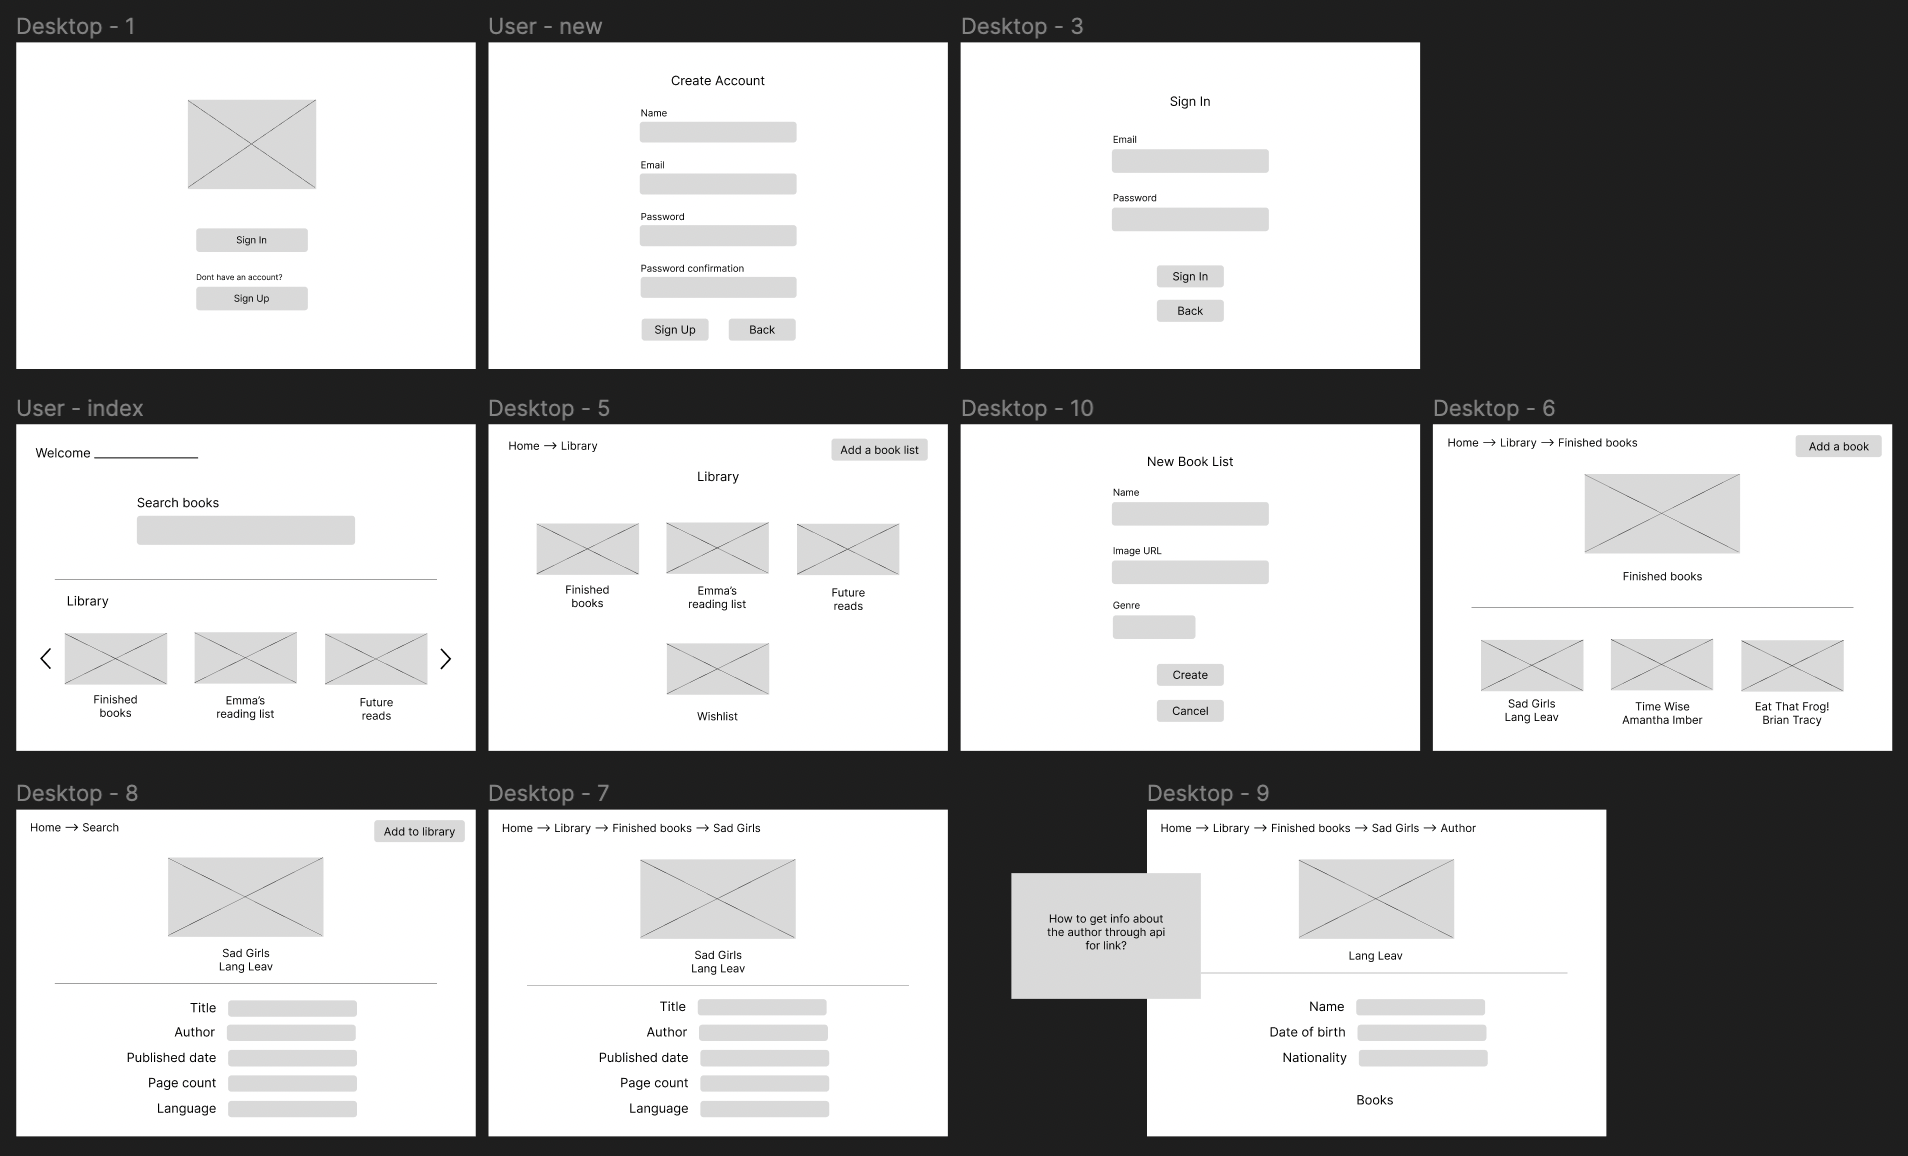 Desktop - 1
Sign In
Dont have an account?
Sign Up
User - new
Create Account
Name
Email
Password
Password confirmation
Sign Up
Back
Desktop - 3
Sign In
Email
Password
Sign In
Back
User - index
Welcome
Search books
Library
Finished
books
Emma's
reading list
Future
reads
Desktop - 5
Home → Library
Add a book list
Library
Finished
books
Emma's
reading list
Future
reads
Wishlist
Desktop - 10
New Book List
Name
Image URL
Genre
Create
Cancel
Desktop - 6
Home → Library → Finished books
Add a book
Finished books
Sad Girls
Lang Leav
Time Wise
Amantha Imber
Eat That Frog!
Brian Tracy
Desktop - 8
Home → Search
Add to library
Sad Girls
Lang Leav
Title
Author
Published date
Page count
Language
Desktop - 7
Home → Library → Finished books → Sad Girls
Sad Girls
Lang Leav
Title
Author
Published date
Page count
Language
How to get info about
the author through api
for link?
Desktop - 9
Home → Library → Finished books → Sad Girls → Author
Lang Leav
Name
Date of birth
Nationality
Books